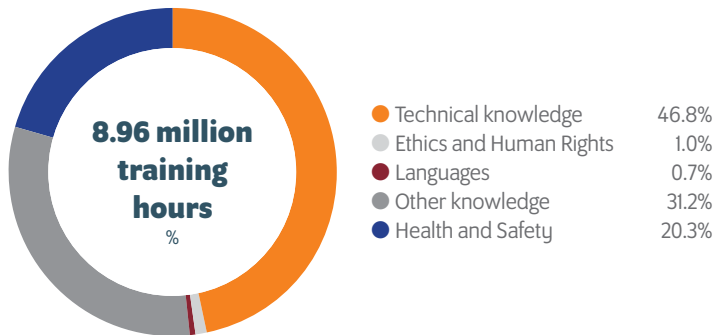 8.96 million
training
hours
%
Technical knowledge 46.8%
Ethics and Human Rights 1.0%
Languages 0.7%
Other knowledge 31.2%
Health and Safety 20.3%